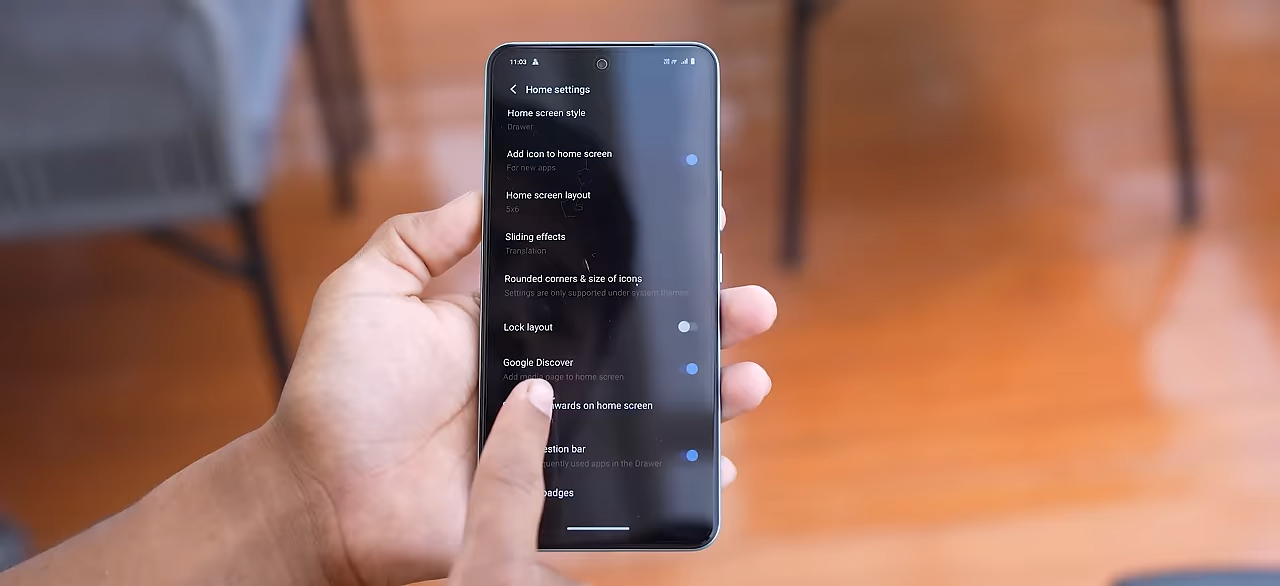 11:03
Home settings
Home screen style
Drawer
Add icon to home screen
For new apps
Home screen layout
5x6
Sliding effects
Translation
Rounded corners & size of icons
Settings are only supported under system themes
Lock layout
Google Discover
Add media page to home screen
wards on home screen
estion bar
quently used apps in the Drawer
badges